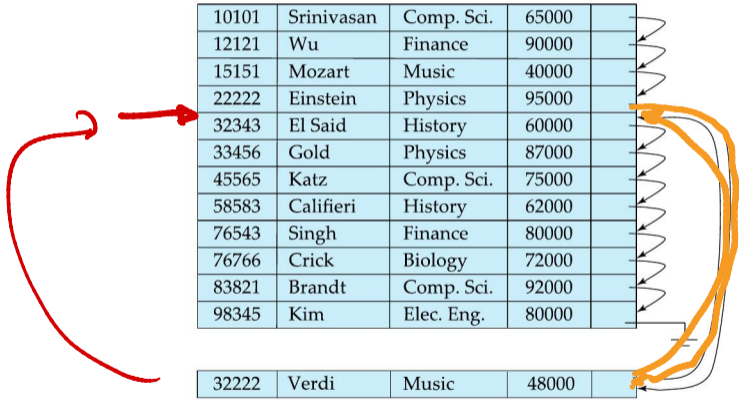 10101 Srinivasan Comp. Sci. 65000
12121 Wu Finance 90000
15151 Mozart Music 40000
22222 Einstein Physics 95000
32343 El Said History 60000
33456 Gold Physics 87000
45565 Katz Comp. Sci. 75000
58583 Califieri History 62000
76543 Singh Finance 80000
76766 Crick Biology 72000
83821 Brandt Comp. Sci. 92000
98345 Kim Elec. Eng. 80000
32222 Verdi Music 48000